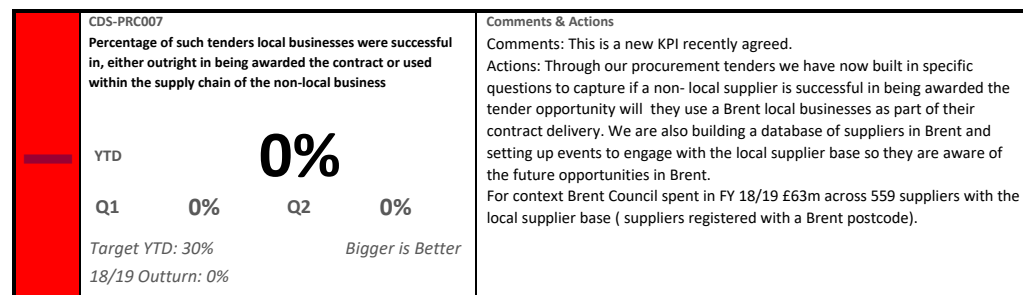 CDS-PRC007
Percentage of such tenders local businesses were successful
in, either outright in being awarded the contract or used
within the supply chain of the non-local business
YTD 0%
Q1 0% Q2 0%
Target YTD: 30% Bigger is Better
18/19 Outturn: 0%
Comments & Actions
Comments: This is a new KPI recently agreed.
Actions: Through our procurement tenders we have now built in specific
questions to capture if a non- local supplier is successful in being awarded the
tender opportunity will they use a Brent local businesses as part of their
contract delivery. We are also building a database of suppliers in Brent and
setting up events to engage with the local supplier base so they are aware of
the future opportunities in Brent.
For context Brent Council spent in FY 18/19 £63m across 559 suppliers with the
local supplier base ( suppliers registered with a Brent postcode).